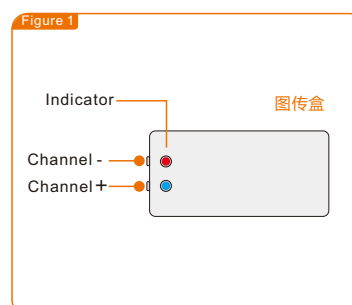 Figure 1
Indicator
图传盒
Channel -
Channel +